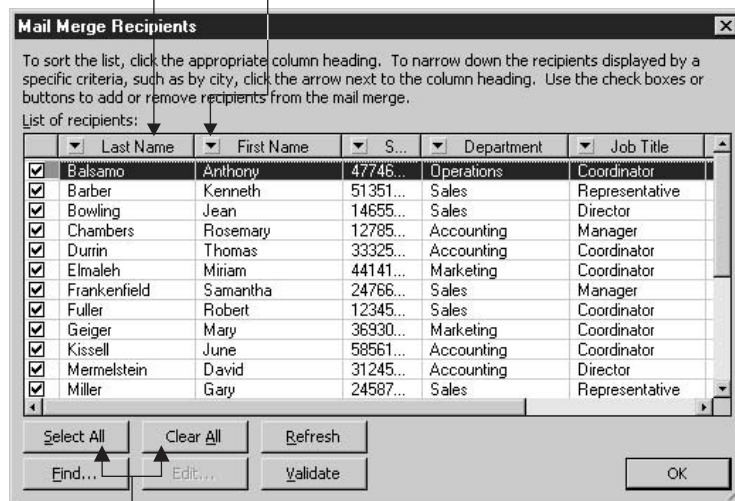 Mail Merge Recipients
To sort the list, click the appropriate column heading. To narrow down the recipients displayed by a
specific criteria, such as by city, click the arrow next to the column heading. Use the check boxes or
buttons to add or remove recipients from the mail merge.
List of recipients:
Last Name First Name S... Department Job Title
Balsamo Anthony 47746... Operations Coordinator
Barber Kenneth 51351... Sales Representative
Bowling Jean 14655... Sales Director
Chambers Rosemary 12785... Accounting Manager
Durrin Thomas 33325... Accounting Coordinator
Elmaleh Miriam 44141... Marketing Coordinator
Frankenfield Samantha 24766... Sales Manager
Fuller Robert 12345... Sales Coordinator
Geiger Mary 36930... Marketing Coordinator
Kissell June 58561... Accounting Coordinator
Mermelstein David 31245... Accounting Director
Miller Gary 24587... Sales Representative
Select All Clear All Refresh
Find... Edit... Validate OK